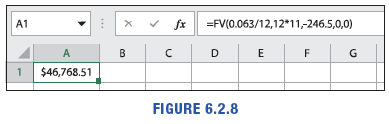 A1 fx =FV(0.063/12,12*11,-246.5,0,0)
A B C D E F G
1 $46,768.51
FIGURE 6.2.8